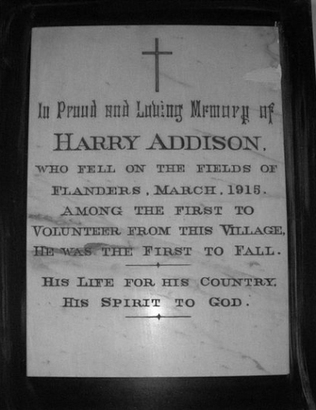 In Proud and Loving Memory of
HARRY ADDISON,
WHO FELL ON THE FIELDS OF
FLANDERS, MARCH, 1915.
AMONG THE FIRST TO
VOLUNTEER FROM THIS VILLAGE,
HE WAS THE FIRST TO FALL.
HIS LIFE FOR HIS COUNTRY,
HIS SPIRIT TO GOD.